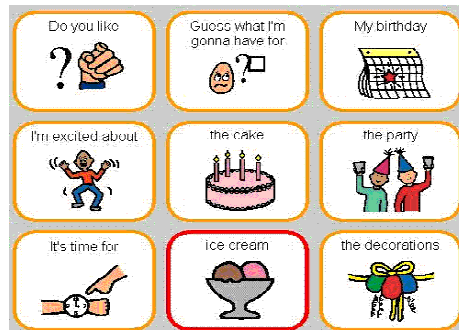 Do you like
Guess what I'm
gonna have for
My birthday
I'm excited about
the cake
the party
It's time for
ice cream
the decorations